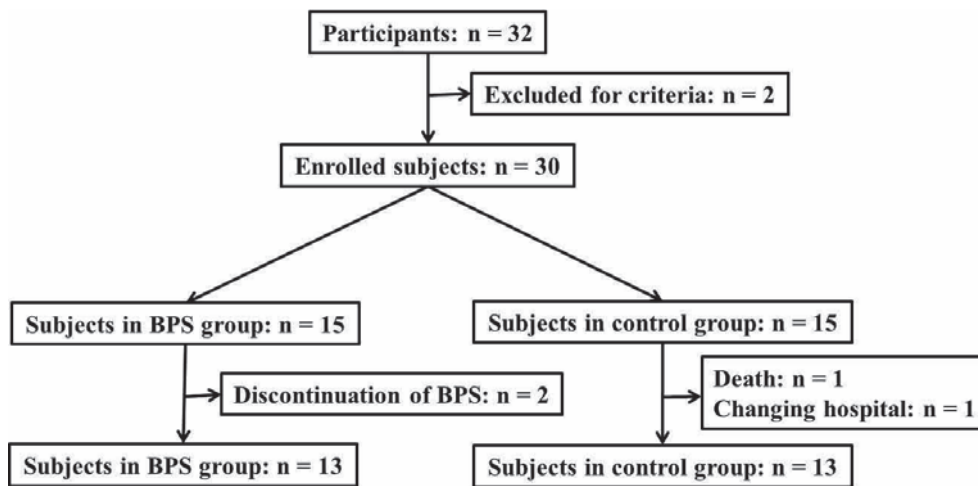 Participants: n = 32
Excluded for criteria: n = 2
Enrolled subjects: n = 30
Subjects in BPS group: n = 15
Subjects in control group: n = 15
Discontinuation of BPS: n = 2
Death: n = 1
Changing hospital: n = 1
Subjects in BPS group: n = 13
Subjects in control group: n = 13